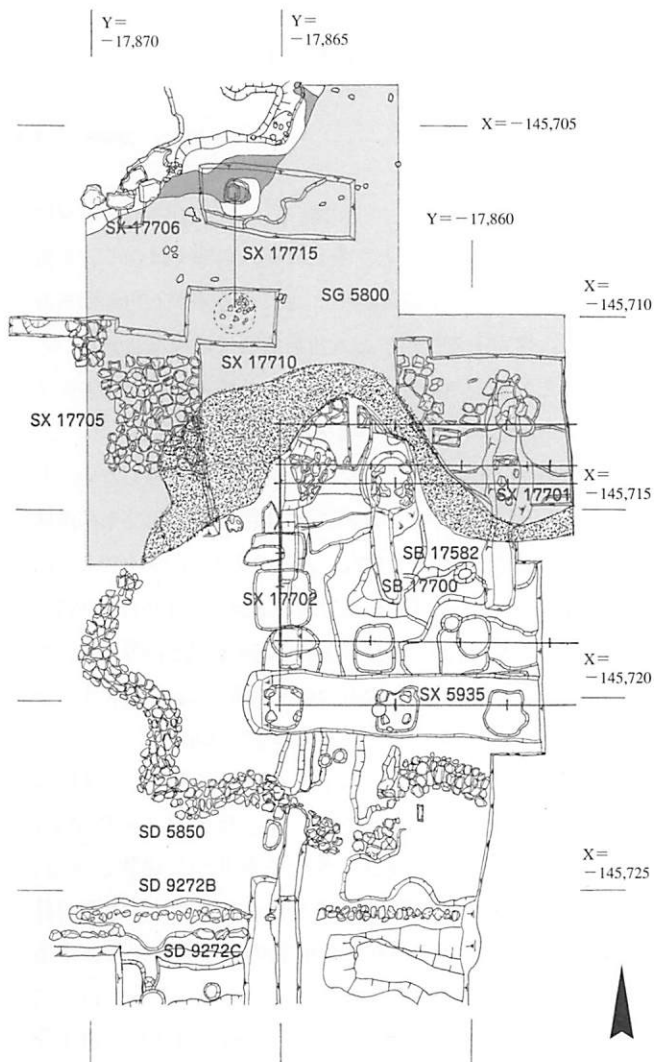 Y=
−17,870
Y=
−17,865
X=−145,705
Y=−17,860
SX 17706
SX 17715
SG 5800
X=
−145,710
SX 17710
SX 17705
X=
−145,715
SX 17701
SB 17582
SB 17700
SX 17702
X=
−145,720
SX 5935
SD 5850
X=
−145,725
SD 9272B
SD 9272C